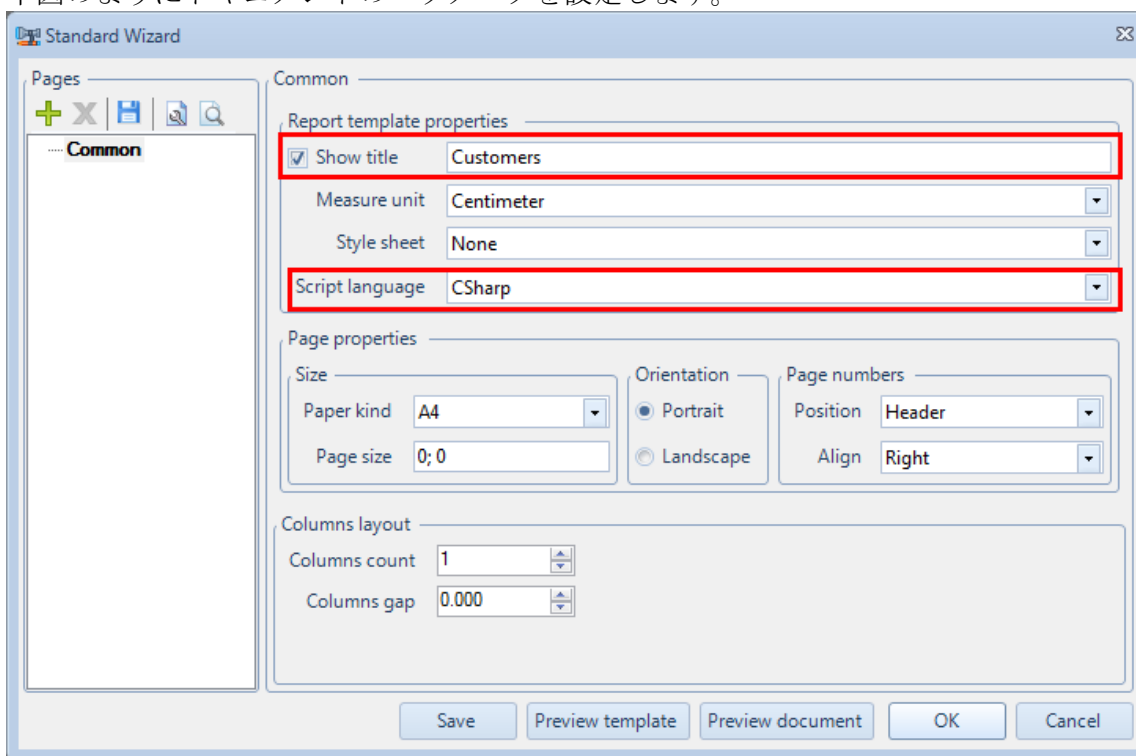 Standard Wizard
Pages
Common
Common
Report template properties
Show title Customers
Measure unit Centimeter
Style sheet None
Script language CSharp
Page properties
Size
Paper kind A4
Page size 0; 0
Orientation
Portrait
Landscape
Page numbers
Position Header
Align Right
Columns layout
Columns count 1
Columns gap 0.000
Save Preview template Preview document OK Cancel